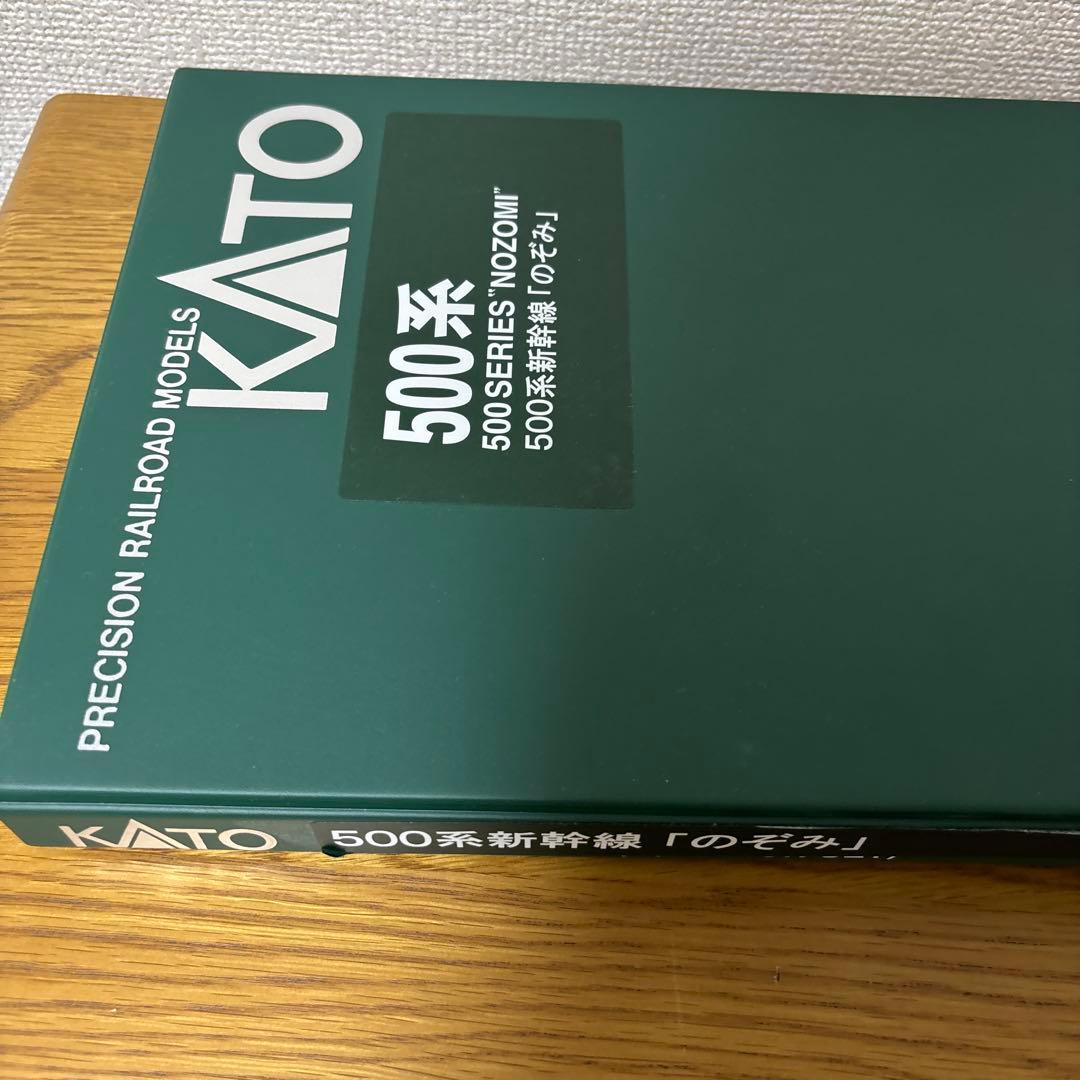 KATO
PRECISION RAILROAD MODELS
500系
500 SERIES "NOZOMI"
500系新幹線「のぞみ」
KATO 500系新幹線「のぞみ」